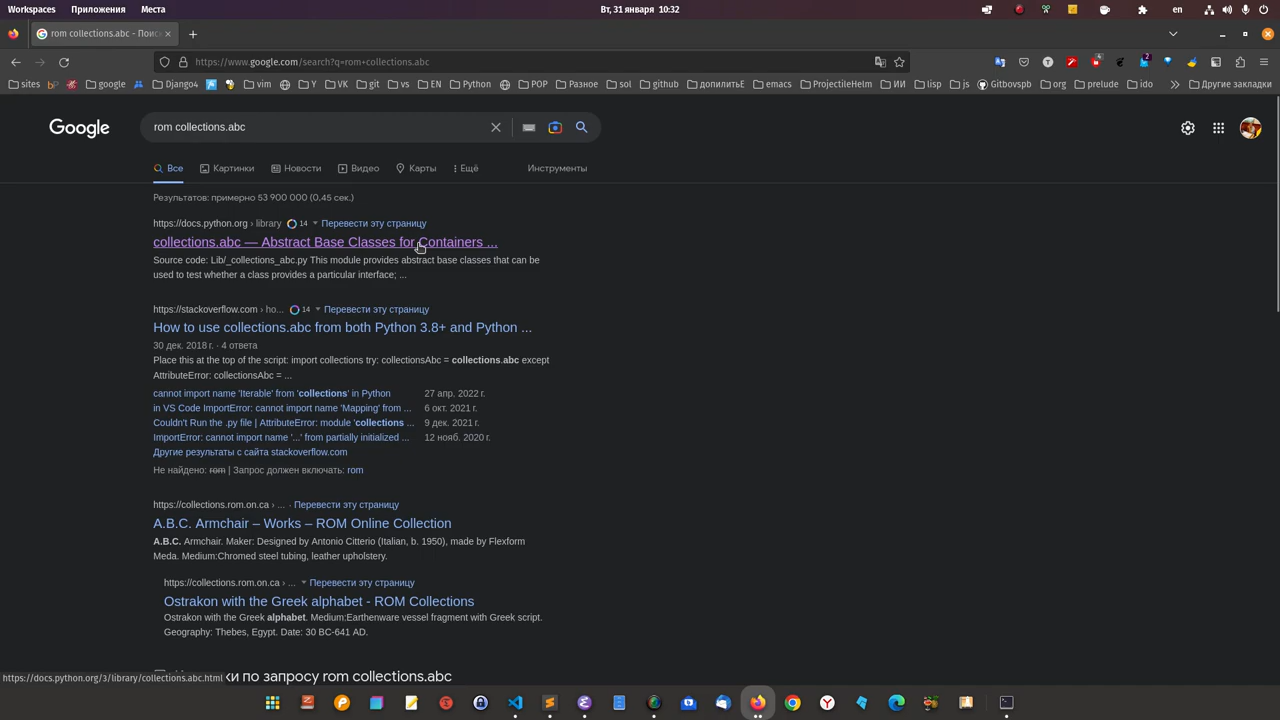 Workspaces Приложения Места Вт, 31 января 10:32 en
rom collections.abc - Поис
https://www.google.com/search?q=rom+collections.abc
sites google Django4 vim Y VK git vs EN Python POP Разное sol github допилитьЁ emacs ProjectileHelm ИИ lisp js Gitbovspb org prelude ido Другие закладки
Google rom collections.abc
Все Картинки Новости Видео Карты Ещё Инструменты
Результатов: примерно 53 900 000 (0,45 сек.)
https://docs.python.org › library 14 Перевести эту страницу
collections.abc — Abstract Base Classes for Containers ...
Source code: Lib/_collections_abc.py This module provides abstract base classes that can be
used to test whether a class provides a particular interface; ...
https://stackoverflow.com › ho... 14 Перевести эту страницу
How to use collections.abc from both Python 3.8+ and Python ...
30 дек. 2018 г. · 4 ответа
Place this at the top of the script: import collections try: collectionsAbc = collections.abc except
AttributeError: collectionsAbc = ...
cannot import name 'Iterable' from 'collections' in Python 27 апр. 2022 г.
in VS Code ImportError: cannot import name 'Mapping' from ... 6 окт. 2021 г.
Couldn't Run the .py file | AttributeError: module 'collections ... 9 дек. 2021 г.
ImportError: cannot import name '...' from partially initialized ... 12 нояб. 2020 г.
Другие результаты с сайта stackoverflow.com
Не найдено: rom | Запрос должен включать: rom
https://collections.rom.on.ca › ... · Перевести эту страницу
A.B.C. Armchair – Works – ROM Online Collection
A.B.C. Armchair. Maker: Designed by Antonio Citterio (Italian, b. 1950), made by Flexform
Meda. Medium:Chromed steel tubing, leather upholstery.
https://collections.rom.on.ca › ... Перевести эту страницу
Ostrakon with the Greek alphabet - ROM Collections
Ostrakon with the Greek alphabet. Medium:Earthenware vessel fragment with Greek script.
Geography: Thebes, Egypt. Date: 30 BC-641 AD.
https://docs.python.org/3/library/collections.abc.html ки по запросу rom collections.abc